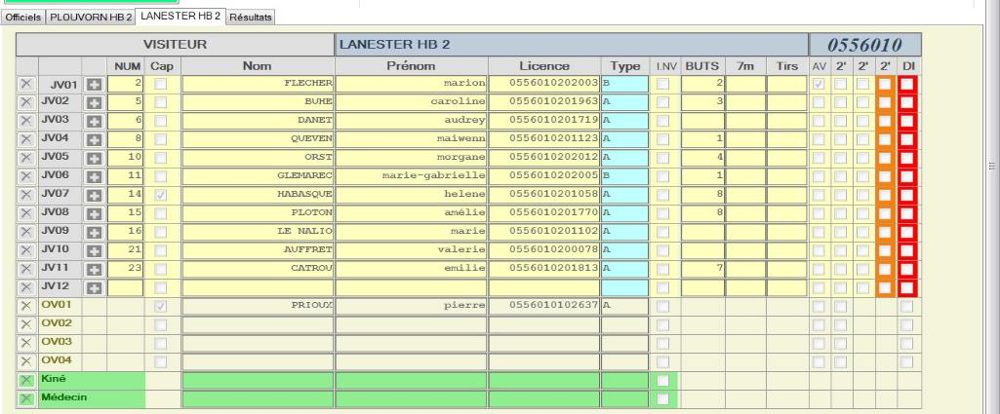 Officiels PLOUVORN HB 2 LANESTER HB 2 Résultats
VISITEUR LANESTER HB 2 0556010
NUM Cap Nom Prénom Licence Type I.NV BUTS 7m Tirs AV 2' 2' 2' DI
JV01 2 FLECHER marion 0556010202003 B 2
JV02 5 BUHE caroline 0556010201963 A 3
JV03 6 DANET audrey 0556010201719 A
JV04 8 QUEVEN maiwenn 0556010201123 A 1
JV05 10 ORST morgane 0556010202012 A 4
JV06 11 GLEMAREC marie-gabrielle 0556010202005 B 1
JV07 14 HABASQUE helene 0556010201058 A 8
JV08 15 PLOTON amélie 0556010201770 A 8
JV09 16 LE NALIO marie 0556010201102 A
JV10 21 AUFFRET valerie 0556010200078 A
JV11 23 CATROU emilie 0556010201813 A 7
JV12
OV01 PRIOUX pierre 0556010102637 A
OV02
OV03
OV04
Kiné
Médecin